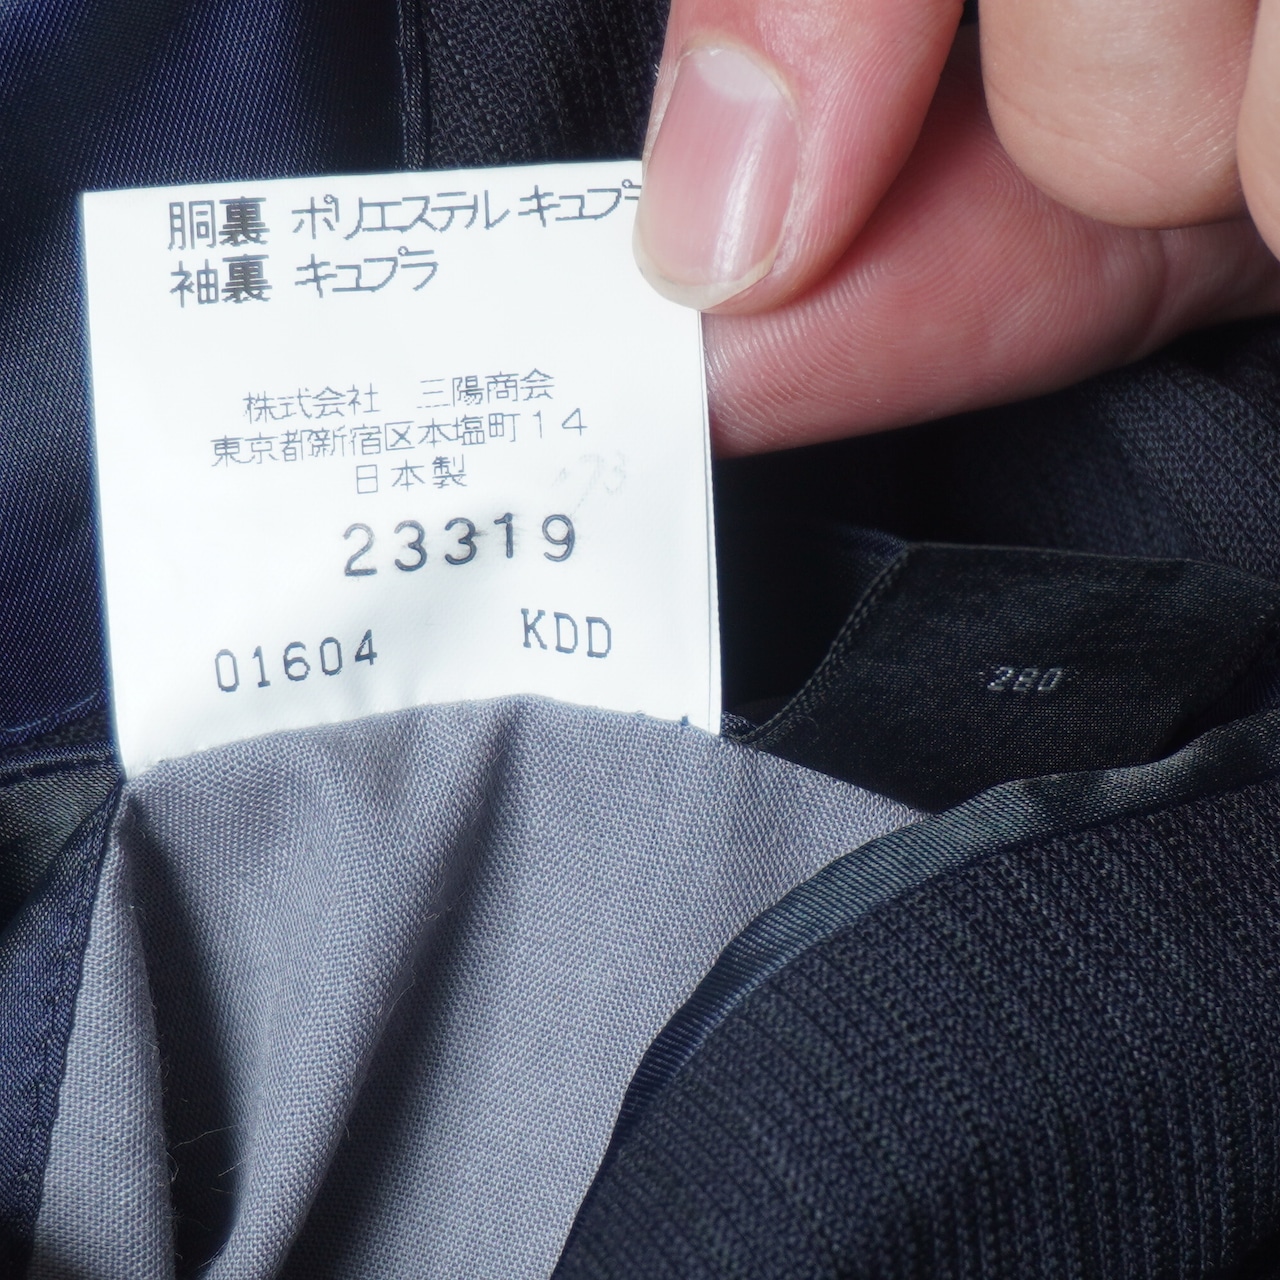 胴裏 ポリエステル キュプラ
袖裏 キュプラ
株式会社 三陽商会
東京都新宿区本塩町14
日本製
23319
01604 KDD
280